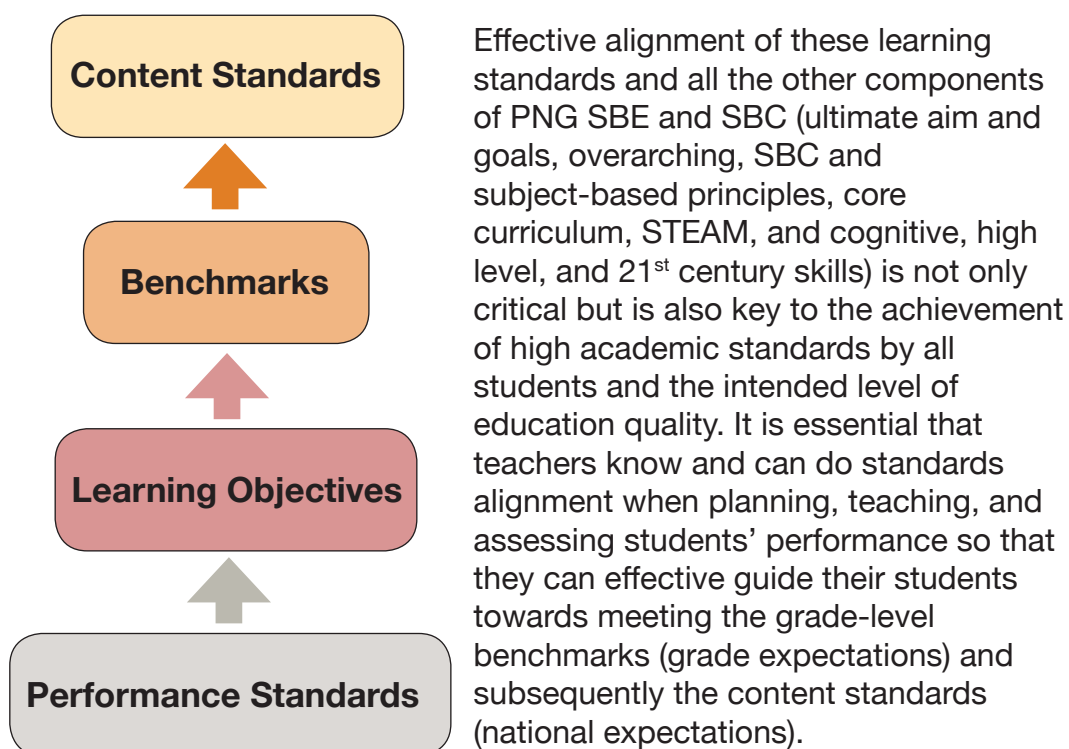 Content Standards
Benchmarks
Learning Objectives
Performance Standards
Effective alignment of these learning
standards and all the other components
of PNG SBE and SBC (ultimate aim and
goals, overarching, SBC and
subject-based principles, core
curriculum, STEAM, and cognitive, high
level, and 21st century skills) is not only
critical but is also key to the achievement
of high academic standards by all
students and the intended level of
education quality. It is essential that
teachers know and can do standards
alignment when planning, teaching, and
assessing students’ performance so that
they can effective guide their students
towards meeting the grade-level
benchmarks (grade expectations) and
subsequently the content standards
(national expectations).